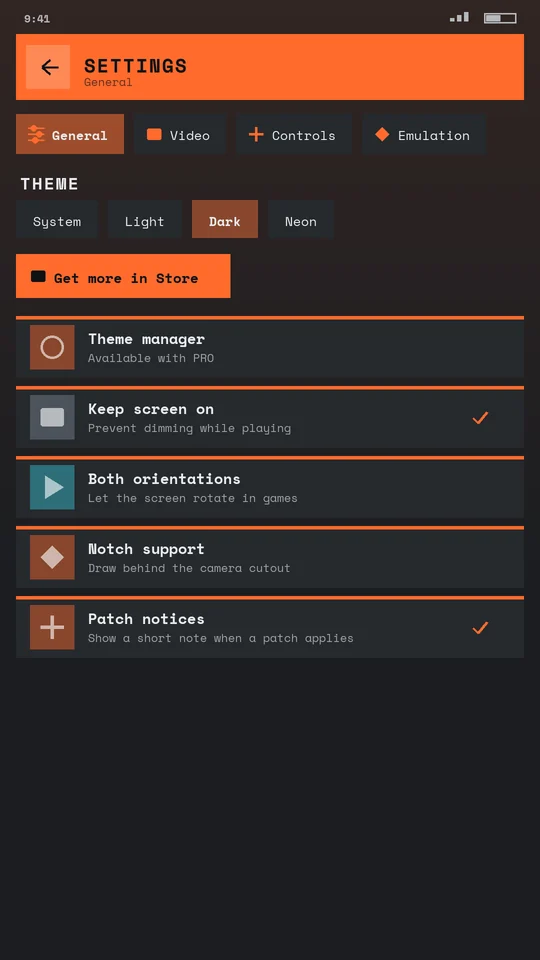 9:41
SETTINGS
General
General Video Controls Emulation
THEME
System Light Dark Neon
Get more in Store
Theme manager
Available with PRO
Keep screen on
Prevent dimming while playing
Both orientations
Let the screen rotate in games
Notch support
Draw behind the camera cutout
Patch notices
Show a short note when a patch applies